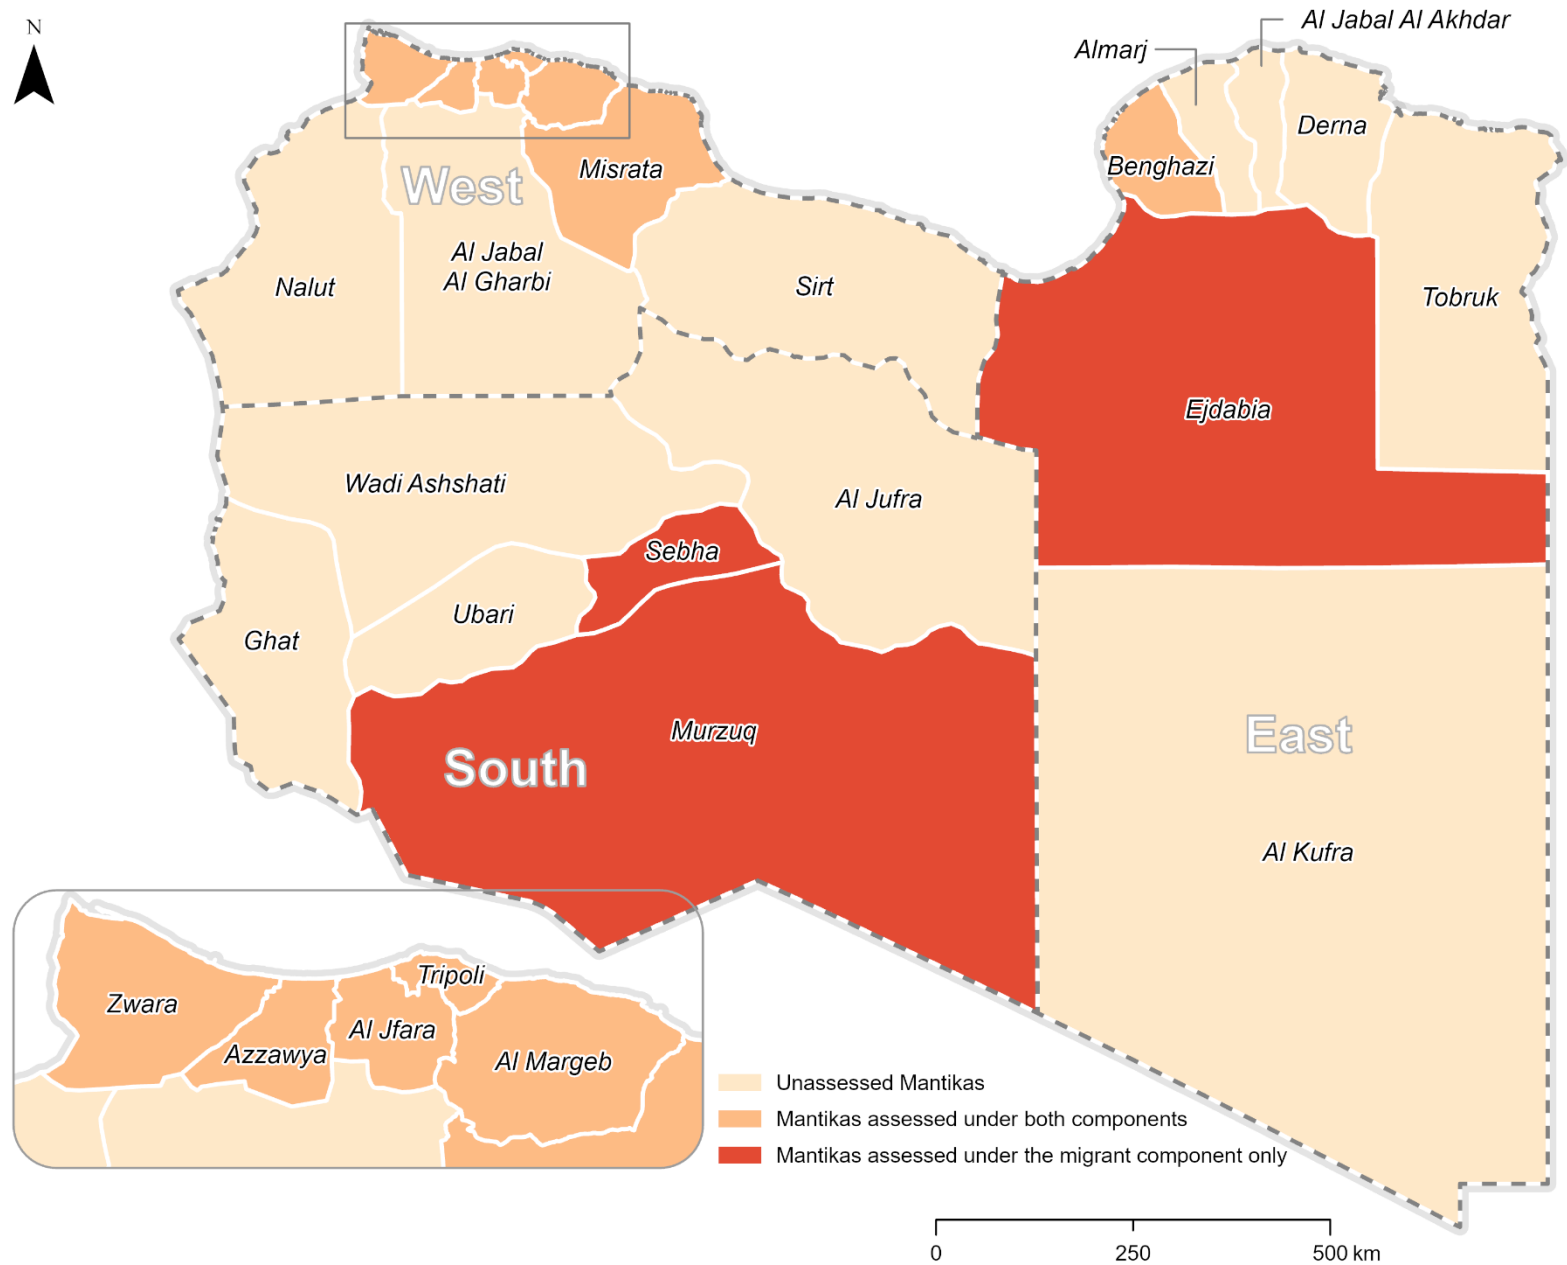 N
Al Jabal Al Akhdar
Almarj
Derna
Benghazi
Misrata
West
Al Jabal
Al Gharbi
Nalut
Sirt
Tobruk
Ejdabia
Wadi Ashshati
Al Jufra
Sebha
Ubari
Ghat
Murzuq
South
East
Al Kufra
Zwara
Tripoli
Azzawya
Al Jfara
Al Margeb
Unassessed Mantikas
Mantikas assessed under both components
Mantikas assessed under the migrant component only
0 250 500 km